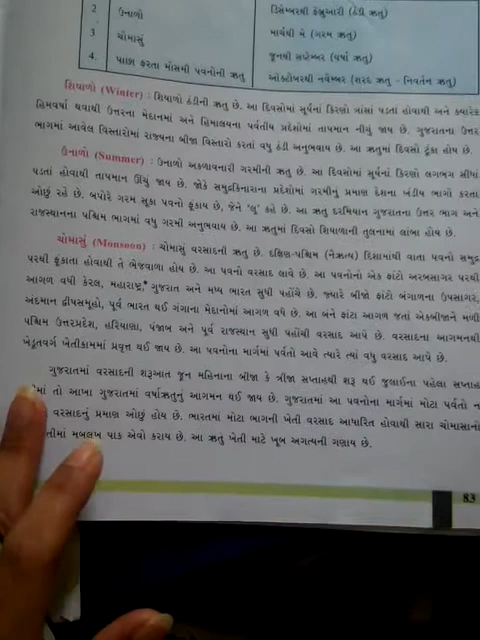 2 ઉનાળો ડિસેમ્બરથી ફેબ્રુઆરી (ઠંડી ઋતુ)
3 ચોમાસું માર્ચથી મે (ગરમ ઋતુ)
4. પાછા ફરતા મોસમી પવનોની ઋતુ જૂનથી સપ્ટેમ્બર (વર્ષા ઋતુ)
ઓક્ટોબરથી નવેમ્બર (શરદ ઋતુ - નિવર્તન ઋતુ)
શિયાળો (Winter) : શિયાળો ઠંડીની ઋતુ છે. આ દિવસોમાં સૂર્યનાં કિરણો ત્રાંસાં પડતાં હોવાથી અને ક્યારેક
હિમવર્ષા થવાથી ઉત્તરના મેદાનમાં અને હિમાલયના પર્વતીય પ્રદેશોમાં તાપમાન નીચું જાય છે. ગુજરાતના ઉત્તર
ભાગમાં આવેલ વિસ્તારોમાં રાજ્યના બીજા વિસ્તારો કરતાં વધુ ઠંડી અનુભવાય છે. આ ઋતુમાં દિવસો ટૂંકા હોય છે.
ઉનાળો (Summer) : ઉનાળો અકળાવનારી ગરમીની ઋતુ છે. આ દિવસોમાં સૂર્યનાં કિરણો લગભગ સીધાં
પડતાં હોવાથી તાપમાન ઊંચું જાય છે. જોકે સમુદ્રકિનારાના પ્રદેશોમાં ગરમીનું પ્રમાણ દેશના ખંડીય ભાગો કરતાં
ઓછું રહે છે. બપોરે ગરમ સૂકા પવનો ફૂંકાય છે, જેને 'લૂ' કહે છે. આ ઋતુ દરમિયાન ગુજરાતના ઉત્તર ભાગ અને
રાજસ્થાનના પશ્ચિમ ભાગમાં વધુ ગરમી અનુભવાય છે. આ ઋતુમાં દિવસો શિયાળાની તુલનામાં લાંબા હોય છે.
ચોમાસું (Monsoon) : ચોમાસું વરસાદની ઋતુ છે. દક્ષિણ-પશ્ચિમ (નૈઋત્ય) દિશામાંથી વાતા પવનો સમુદ્ર
પરથી ફૂંકાતા હોવાથી તે ભેજવાળા હોય છે. આ પવનો વરસાદ લાવે છે. આ પવનોનો એક ફાંટો અરબસાગર પરથી
આગળ વધી કેરલ, મહારાષ્ટ્ર, ગુજરાત અને મધ્ય ભારત સુધી પહોંચે છે. જ્યારે બીજો ફાંટો બંગાળના ઉપસાગર,
અંદમાન દ્વીપસમૂહો, પૂર્વ ભારત થઈ ગંગાના મેદાનોમાં આગળ વધે છે. આ બંને ફાંટા આગળ જતાં એકબીજાને મળી
પશ્ચિમ ઉત્તરપ્રદેશ, હરિયાણા, પંજાબ અને પૂર્વ રાજસ્થાન સુધી પહોંચી વરસાદ આપે છે. વરસાદના આગમનથી
ખેડૂતવર્ગ ખેતીકામમાં પ્રવૃત્ત થઈ જાય છે. આ પવનોના માર્ગમાં પર્વતો આવે ત્યારે ત્યાં વધુ વરસાદ આપે છે.
ગુજરાતમાં વરસાદની શરૂઆત જૂન મહિનાના બીજા કે ત્રીજા સપ્તાહથી શરૂ થઈ જુલાઈના પહેલા સપ્તાહ
તો આખા ગુજરાતમાં વર્ષાઋતુનું આગમન થઈ જાય છે. ગુજરાતમાં આ પવનોના માર્ગમાં મોટા પર્વતો ન
વરસાદનું પ્રમાણ ઓછું હોય છે. ભારતમાં મોટા ભાગની ખેતી વરસાદ આધારિત હોવાથી સારા ચોમાસાનાં
મબલખ પાક એવો કરાય છે. આ ઋતુ ખેતી માટે ખૂબ અગત્યની ગણાય છે.
83